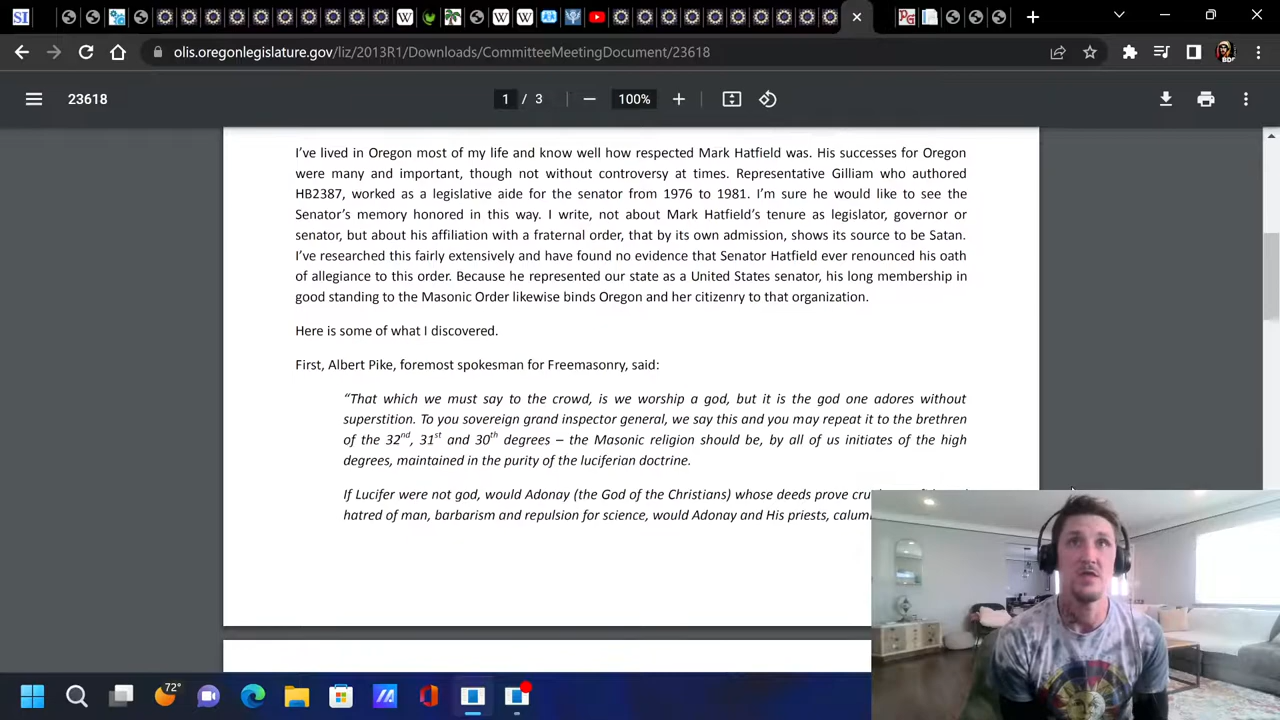 SI
olis.oregonlegislature.gov/liz/2013R1/Downloads/CommitteeMeetingDocument/23618
23618
1 / 3
100%
I've lived in Oregon most of my life and know well how respected Mark Hatfield was. His successes for Oregon
were many and important, though not without controversy at times. Representative Gilliam who authored
HB2387, worked as a legislative aide for the senator from 1976 to 1981. I'm sure he would like to see the
Senator's memory honored in this way. I write, not about Mark Hatfield's tenure as legislator, governor or
senator, but about his affiliation with a fraternal order, that by its own admission, shows its source to be Satan.
I've researched this fairly extensively and have found no evidence that Senator Hatfield ever renounced his oath
of allegiance to this order. Because he represented our state as a United States senator, his long membership in
good standing to the Masonic Order likewise binds Oregon and her citizenry to that organization.
Here is some of what I discovered.
First, Albert Pike, foremost spokesman for Freemasonry, said:
"That which we must say to the crowd, is we worship a god, but it is the god one adores without
superstition. To you sovereign grand inspector general, we say this and you may repeat it to the brethren
of the 32nd, 31st and 30th degrees – the Masonic religion should be, by all of us initiates of the high
degrees, maintained in the purity of the luciferian doctrine.
If Lucifer were not god, would Adonay (the God of the Christians) whose deeds prove
hatred of man, barbarism and repulsion for science, would Adonay and His priests,
72°